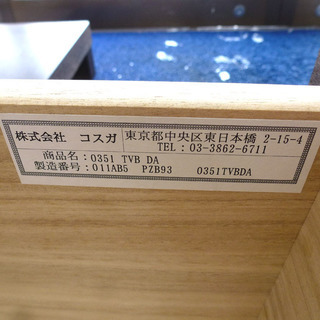 株式会社 コスガ 東京都中央区東日本橋 2-15-4
TEL:03-3862-6711
商品名:0351 TVB DA
製造番号:011AB5 PZB93 0351TVBDA